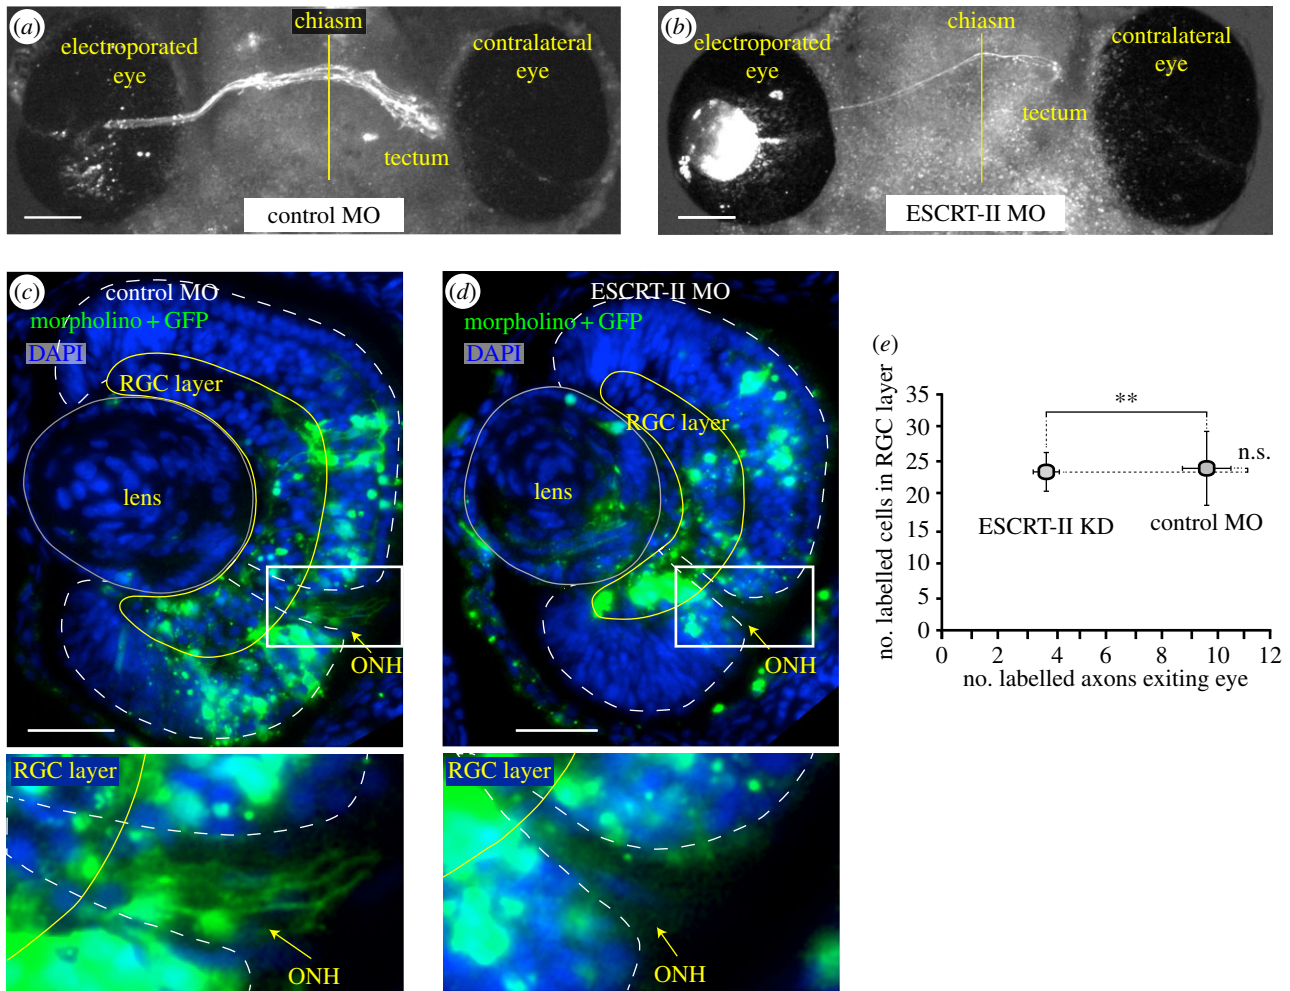 (a)
chiasm
electroporated
eye
contralateral
eye
tectum
control MO
(b)
chiasm
electroporated
eye
contralateral
eye
tectum
ESCRT-II MO
(c)
control MO
morpholino + GFP
DAPI
RGC layer
lens
ONH
RGC layer
ONH
(d)
ESCRT-II MO
morpholino + GFP
DAPI
RGC layer
lens
ONH
RGC layer
ONH
(e)
no. labelled cells in RGC layer
35
30
25
20
15
10
5
0
**
n.s.
ESCRT-II KD
control MO
0 2 4 6 8 10 12
no. labelled axons exiting eye